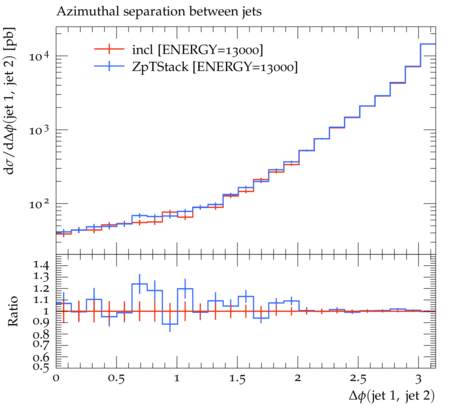 Azimuthal separation between jets
dσ/dΔϕ(jet 1, jet 2) [pb]
incl [ENERGY=13000]
ZpTStack [ENERGY=13000]
10^4
10^3
10^2
Ratio
1.4
1.3
1.2
1.1
1
0.9
0.8
0.7
0.6
0.5
0 0.5 1 1.5 2 2.5 3
Δϕ(jet 1, jet 2)